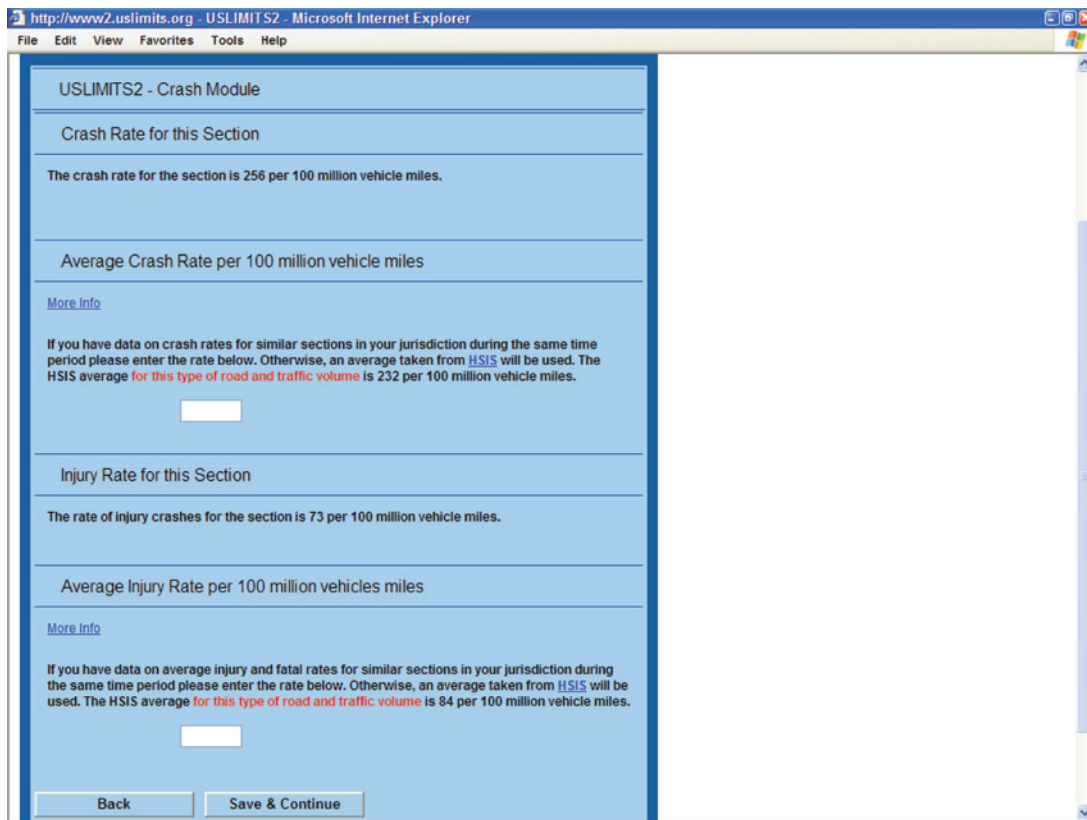 http://www2.uslimits.org - USLIMITS2 - Microsoft Internet Explorer
File Edit View Favorites Tools Help
USLIMITS2 - Crash Module
Crash Rate for this Section
The crash rate for the section is 256 per 100 million vehicle miles.
Average Crash Rate per 100 million vehicle miles
More Info
If you have data on crash rates for similar sections in your jurisdiction during the same time
period please enter the rate below. Otherwise, an average taken from HSIS will be used. The
HSIS average for this type of road and traffic volume is 232 per 100 million vehicle miles.
Injury Rate for this Section
The rate of injury crashes for the section is 73 per 100 million vehicle miles.
Average Injury Rate per 100 million vehicles miles
More Info
If you have data on average injury and fatal rates for similar sections in your jurisdiction during
the same time period please enter the rate below. Otherwise, an average taken from HSIS will be
used. The HSIS average for this type of road and traffic volume is 84 per 100 million vehicle miles.
Back Save & Continue